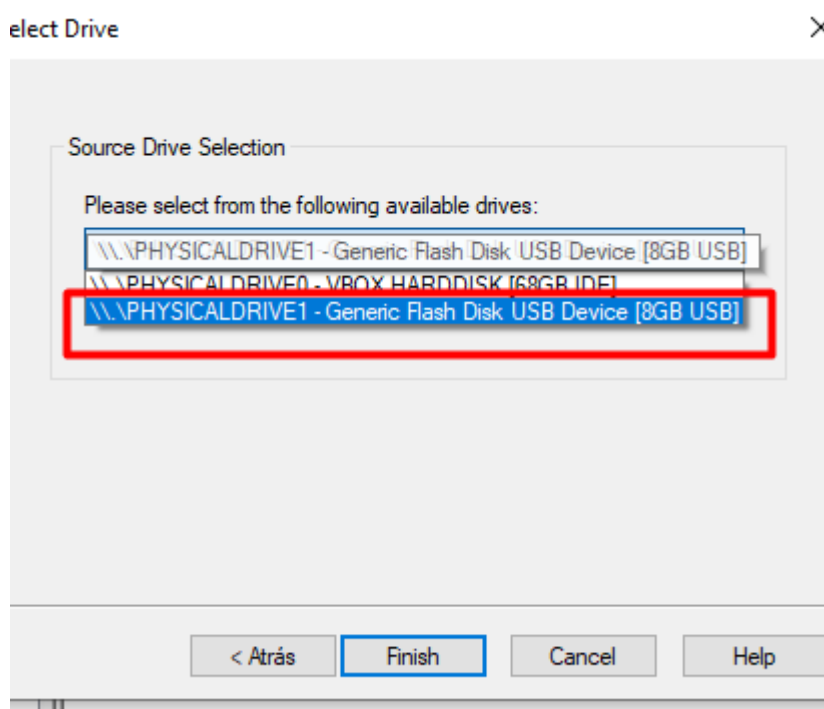 elect Drive
Source Drive Selection
Please select from the following available drives:
\\.\PHYSICALDRIVE1 - Generic Flash Disk USB Device [8GB USB]
\\.\PHYSICALDRIVE0 - VBOX HARDDISK [68GB IDE]
\\.\PHYSICALDRIVE1 - Generic Flash Disk USB Device [8GB USB]
< Atrás Finish Cancel Help